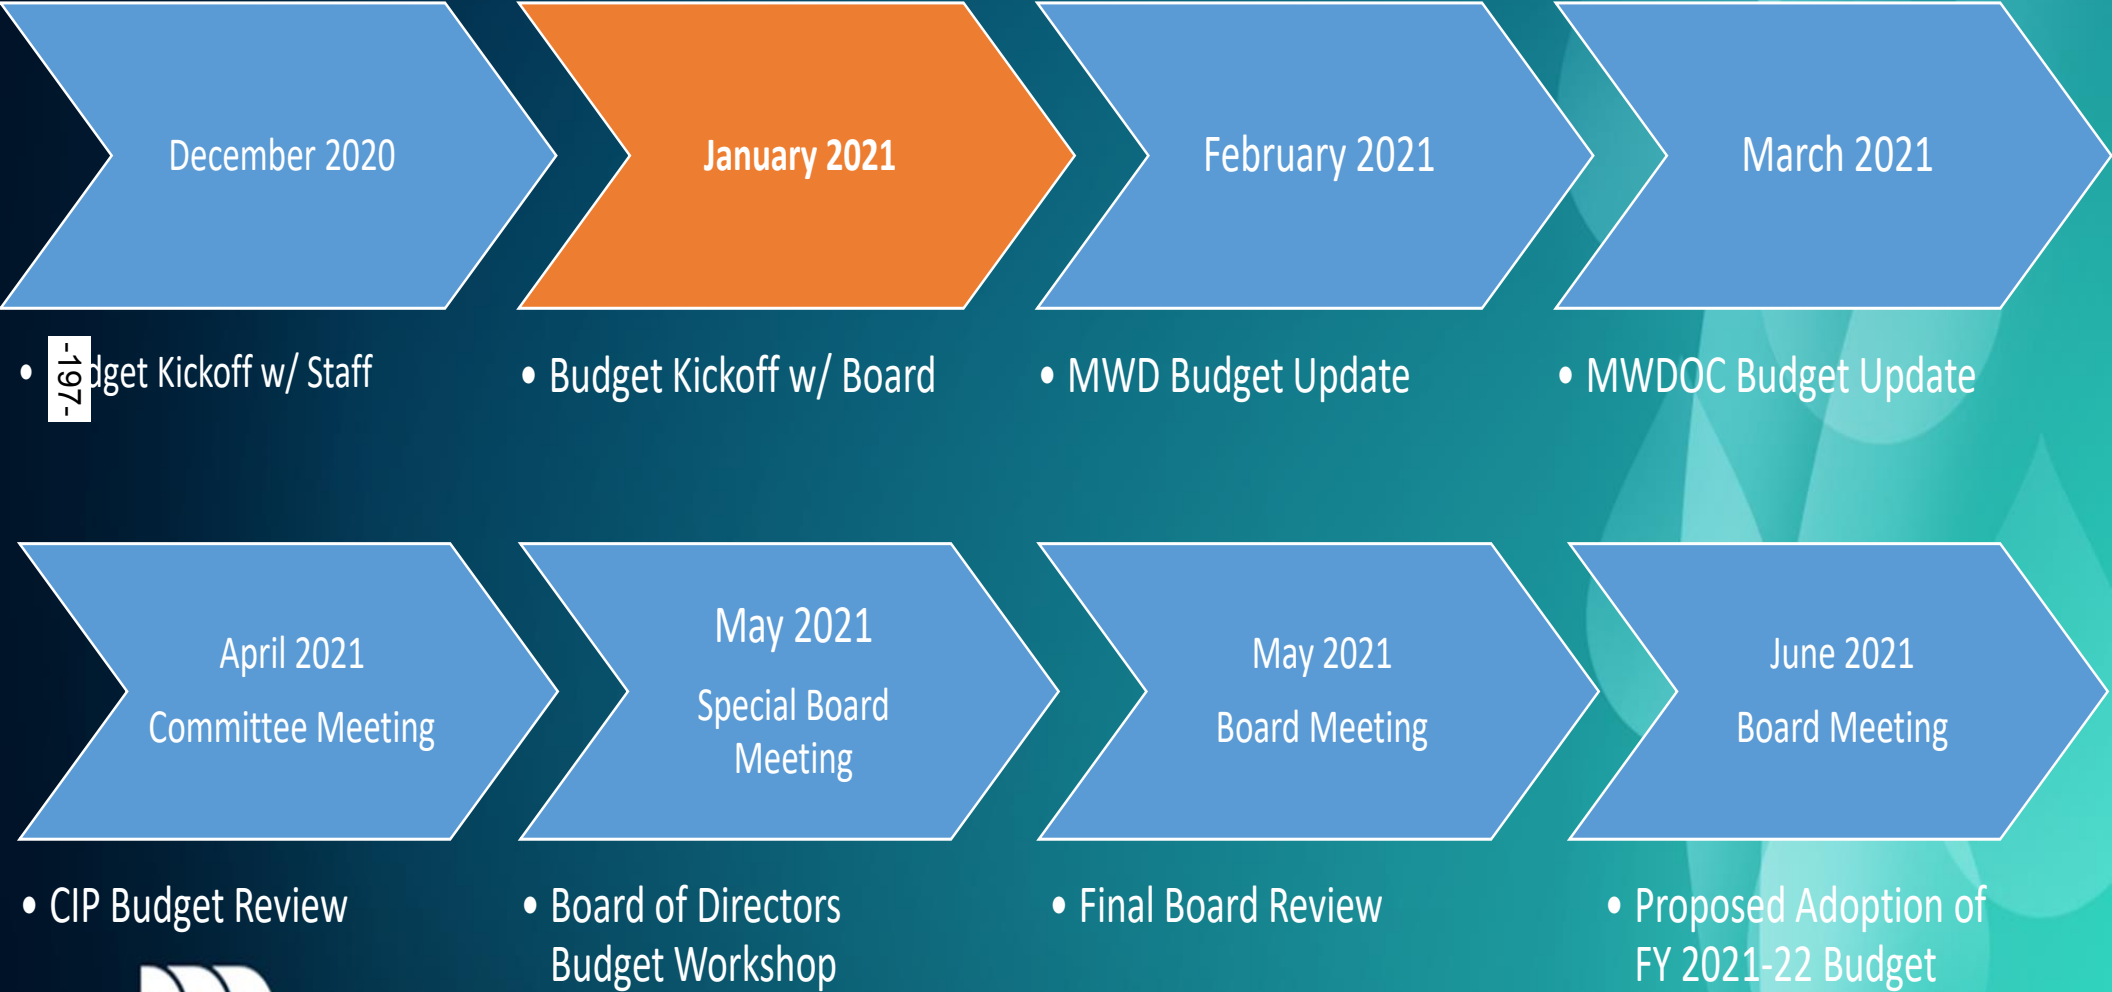 December 2020
January 2021
February 2021
March 2021
• dget Kickoff w/ Staff
-197-
• Budget Kickoff w/ Board
• MWD Budget Update
• MWDOC Budget Update
April 2021
Committee Meeting
May 2021
Special Board
Meeting
May 2021
Board Meeting
June 2021
Board Meeting
• CIP Budget Review
• Board of Directors
Budget Workshop
• Final Board Review
• Proposed Adoption of
FY 2021-22 Budget